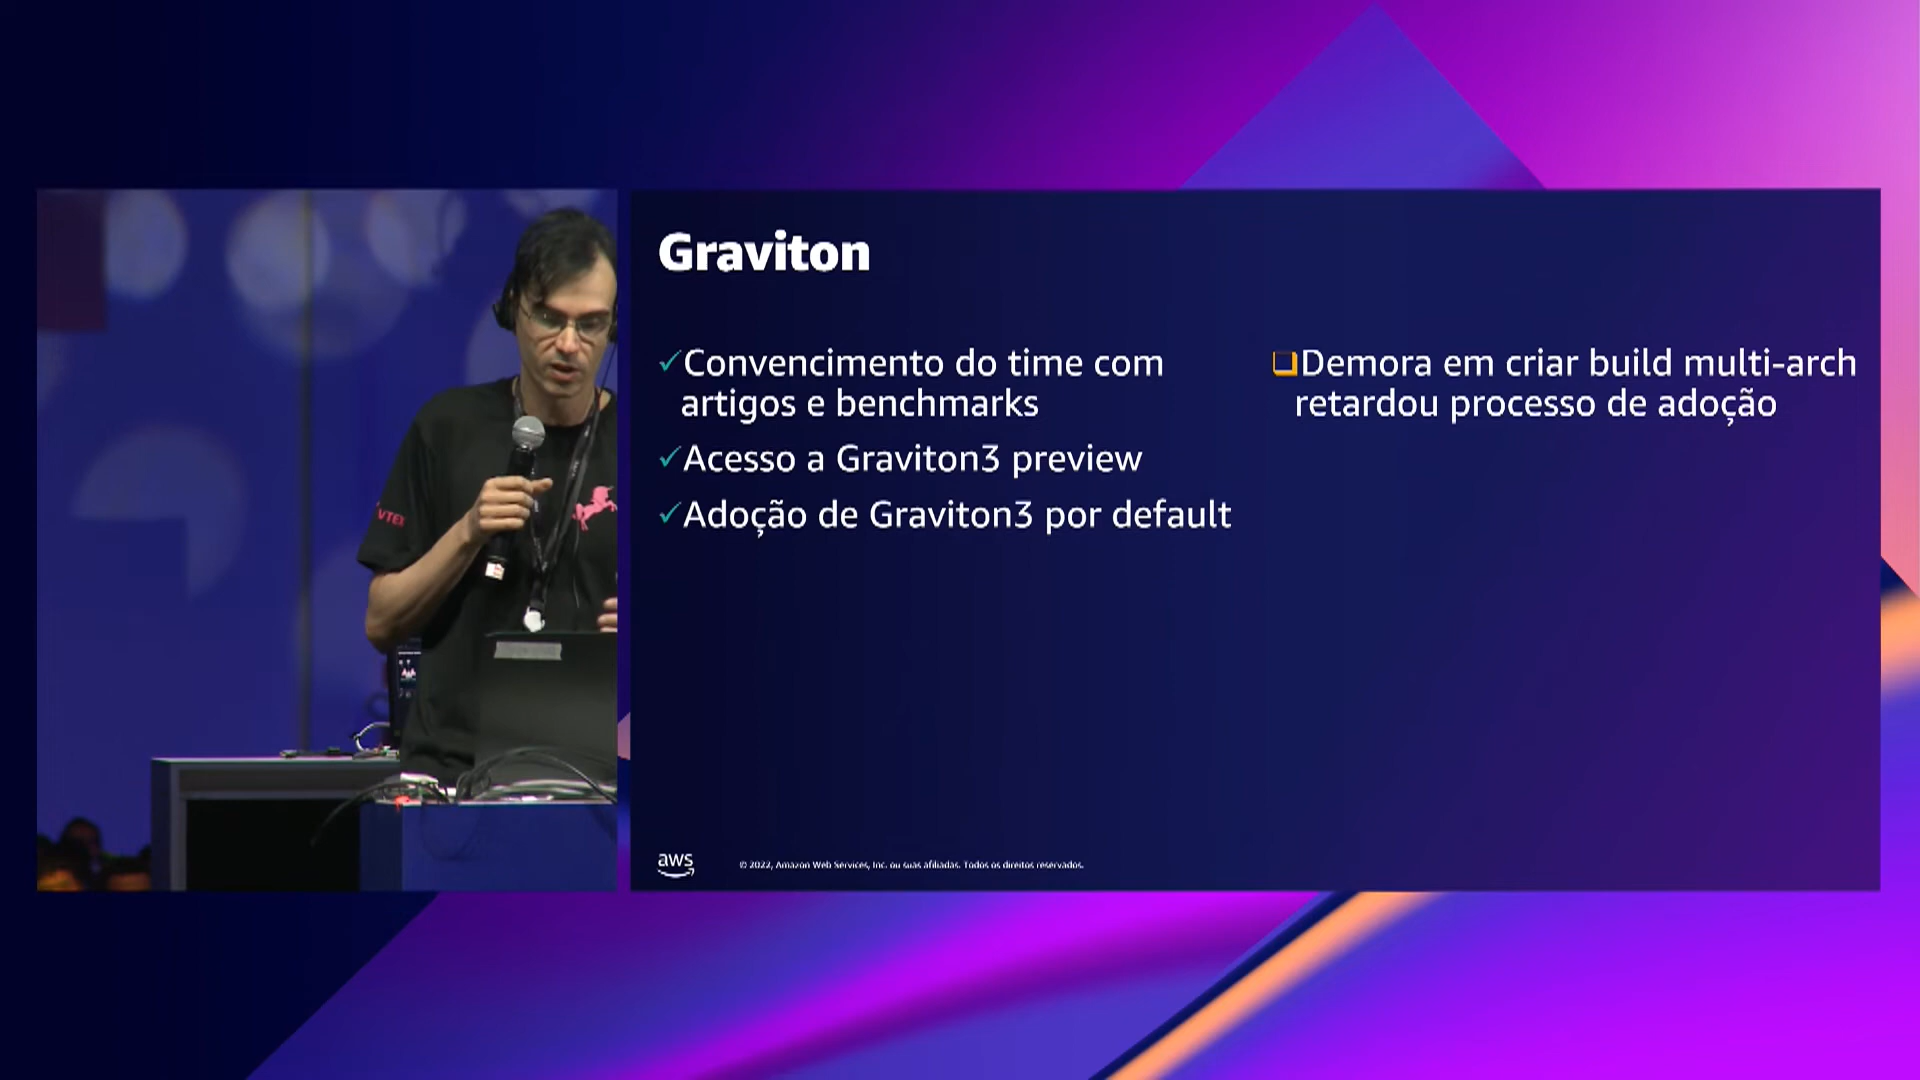 Graviton
✓Convencimento do time com
artigos e benchmarks
✓Acesso a Graviton3 preview
✓Adoção de Graviton3 por default
❑Demora em criar build multi-arch
retardou processo de adoção
aws
© 2022, Amazon Web Services, Inc. ou suas afiliadas. Todos os direitos reservados.
VTEX